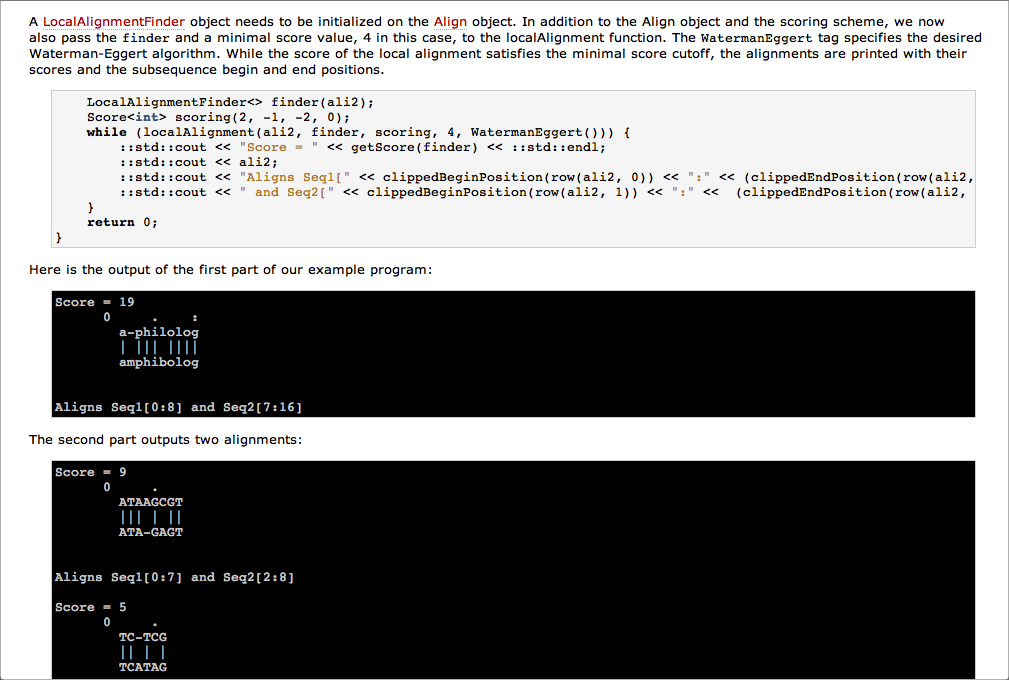 A LocalAlignmentFinder object needs to be initialized on the Align object. In addition to the Align object and the scoring scheme, we now
also pass the finder and a minimal score value, 4 in this case, to the localAlignment function. The WatermanEggert tag specifies the desired
Waterman-Eggert algorithm. While the score of the local alignment satisfies the minimal score cutoff, the alignments are printed with their
scores and the subsequence begin and end positions.
LocalAlignmentFinder<> finder(ali2);
Score<int> scoring(2, -1, -2, 0);
while (localAlignment(ali2, finder, scoring, 4, WatermanEggert())) {
::std::cout << "Score = " << getScore(finder) << ::std::endl;
::std::cout << ali2;
::std::cout << "Aligns Seq1[" << clippedBeginPosition(row(ali2, 0)) << ":" << (clippedEndPosition(row(ali2,
::std::cout << " and Seq2[" << clippedBeginPosition(row(ali2, 1)) << ":" <<  (clippedEndPosition(row(ali2,
}
return 0;
}
Here is the output of the first part of our example program:
Score = 19
0     .    :
a-philolog
| ||| ||||
amphibolog
Aligns Seq1[0:8] and Seq2[7:16]
The second part outputs two alignments:
Score = 9
0     .
ATAAGCGT
||| | ||
ATA-GAGT
Aligns Seq1[0:7] and Seq2[2:8]
Score = 5
0     .
TC-TCG
|| | |
TCATAG